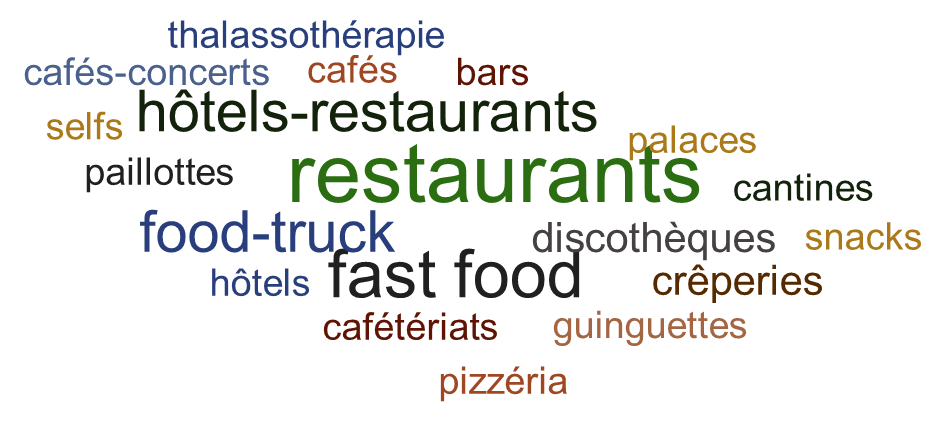 thalassothérapie
cafés-concerts cafés bars
hôtels-restaurants
selfs palaces
paillottes restaurants cantines
food-truck discothèques snacks
hôtels fast food crêperies
cafétériats guinguettes
pizzéria